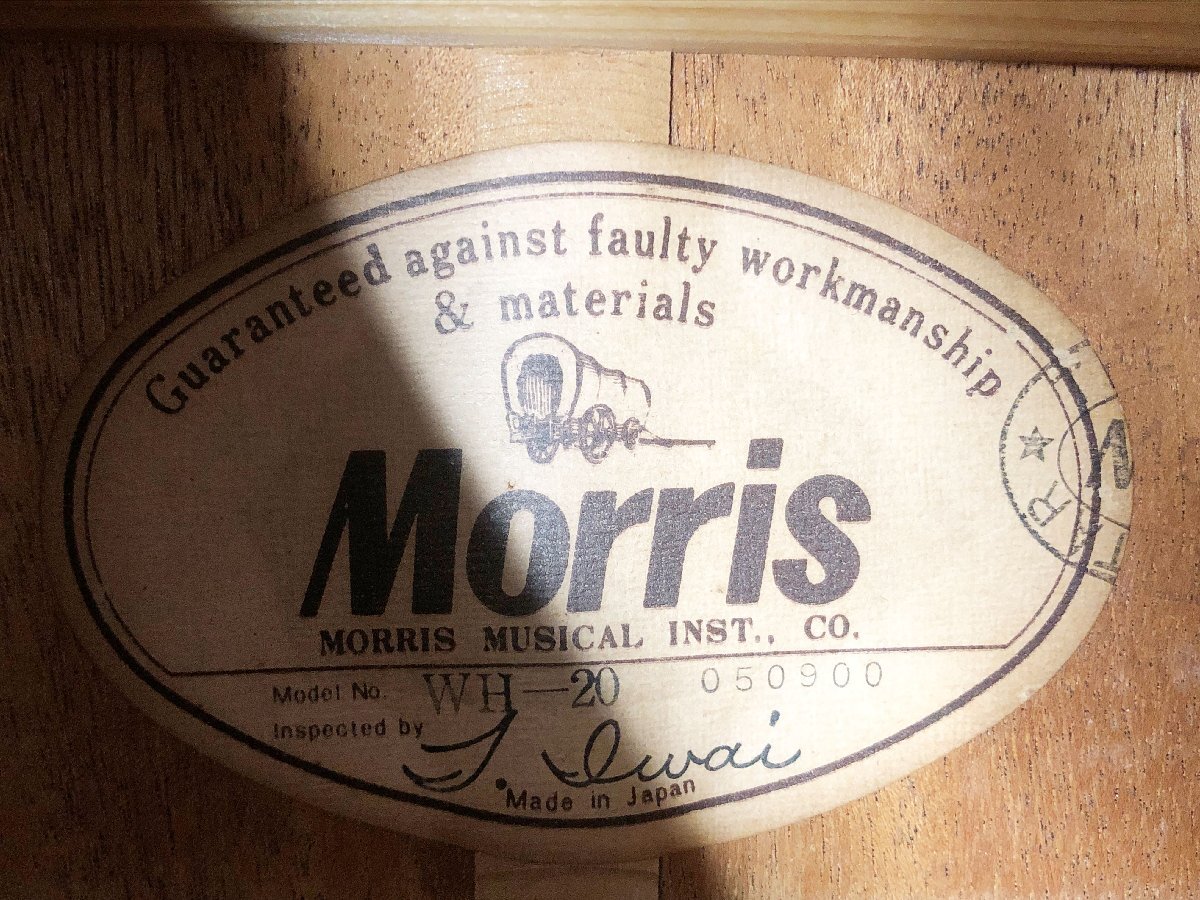 Guaranteed against faulty workmanship
& materials
Morris
MORRIS MUSICAL INST., CO.
Model No. WH-20 050900
Inspected by J. Iwai
Made in Japan
R